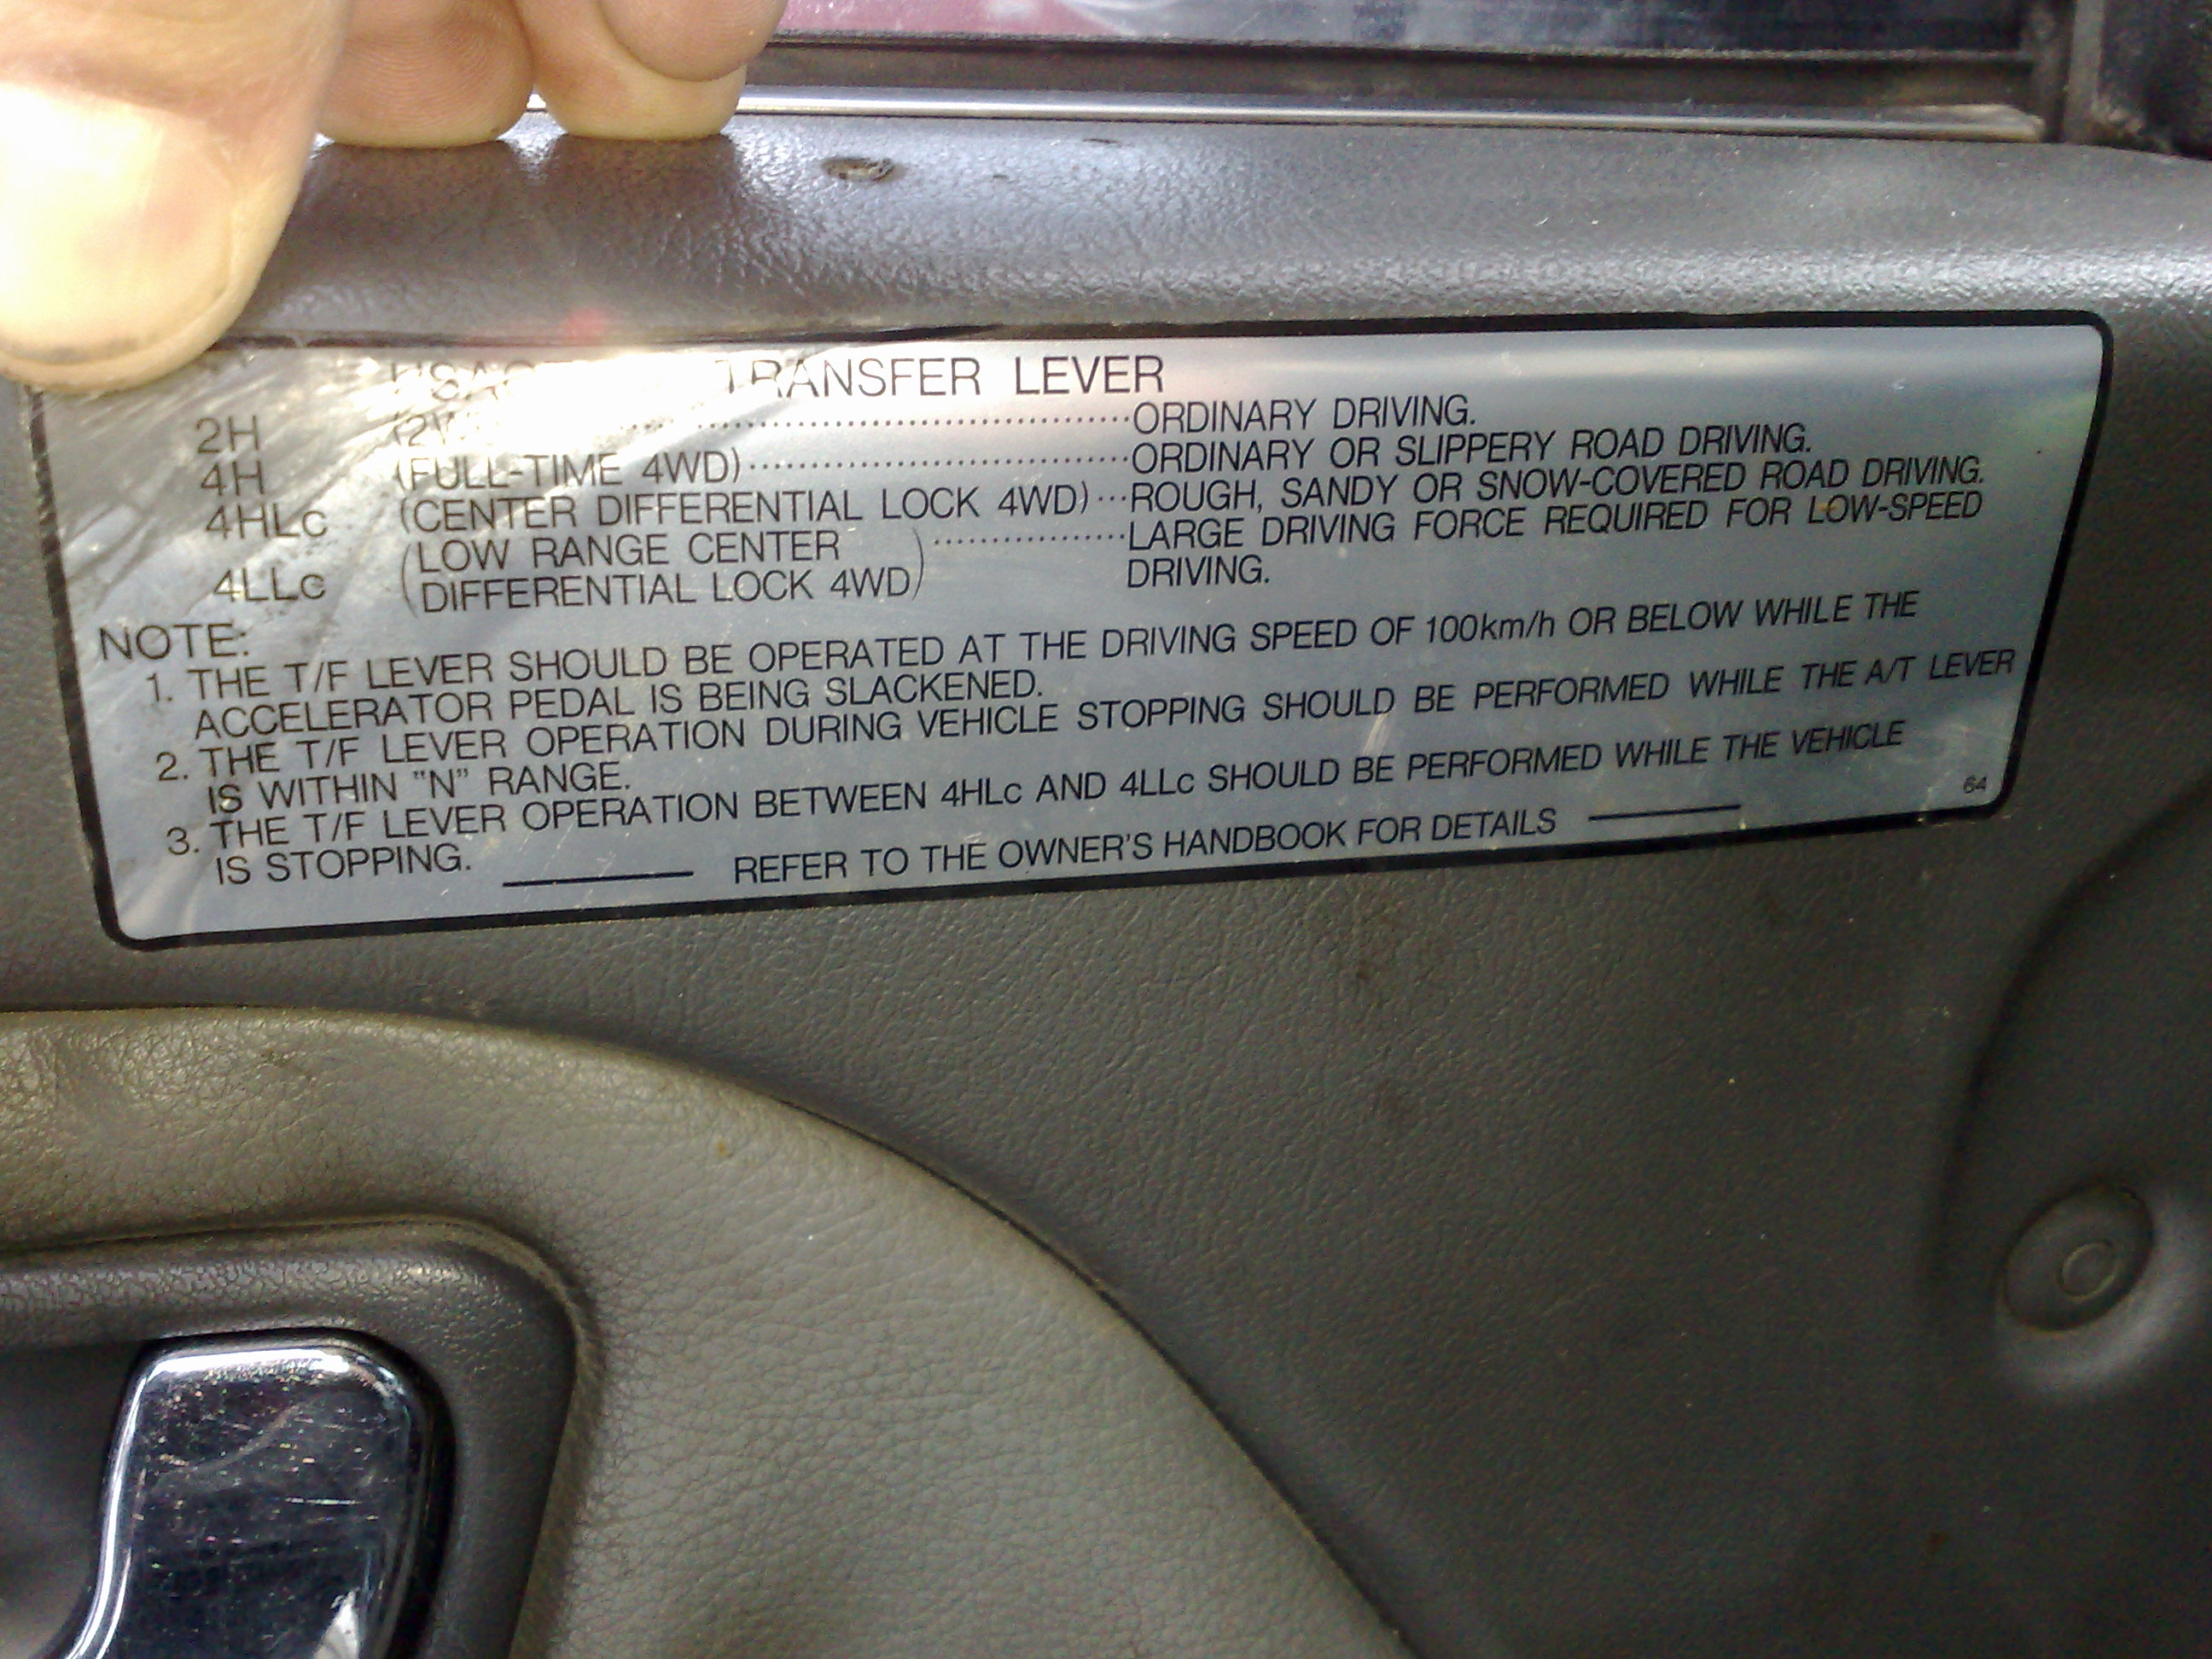 TRANSFER LEVER
2H ORDINARY DRIVING.
4H (FULL-TIME 4WD) ORDINARY OR SLIPPERY ROAD DRIVING.
4HLc (CENTER DIFFERENTIAL LOCK 4WD) ROUGH, SANDY OR SNOW-COVERED ROAD DRIVING.
4LLc (LOW RANGE CENTER DIFFERENTIAL LOCK 4WD) LARGE DRIVING FORCE REQUIRED FOR LOW-SPEED
DRIVING.
NOTE:
1. THE T/F LEVER SHOULD BE OPERATED AT THE DRIVING SPEED OF 100km/h OR BELOW WHILE THE
ACCELERATOR PEDAL IS BEING SLACKENED.
2. THE T/F LEVER OPERATION DURING VEHICLE STOPPING SHOULD BE PERFORMED WHILE THE A/T LEVER
IS WITHIN "N" RANGE.
3. THE T/F LEVER OPERATION BETWEEN 4HLc AND 4LLc SHOULD BE PERFORMED WHILE THE VEHICLE
IS STOPPING.
REFER TO THE OWNER'S HANDBOOK FOR DETAILS
64